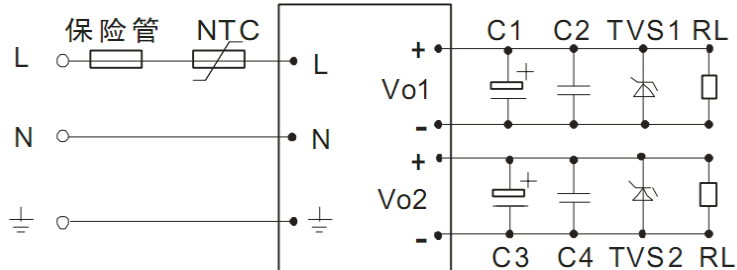 保险管 NTC C1 C2 TVS1 RL
L L + Vo1 -
N N + Vo2 -
C3 C4 TVS2 RL